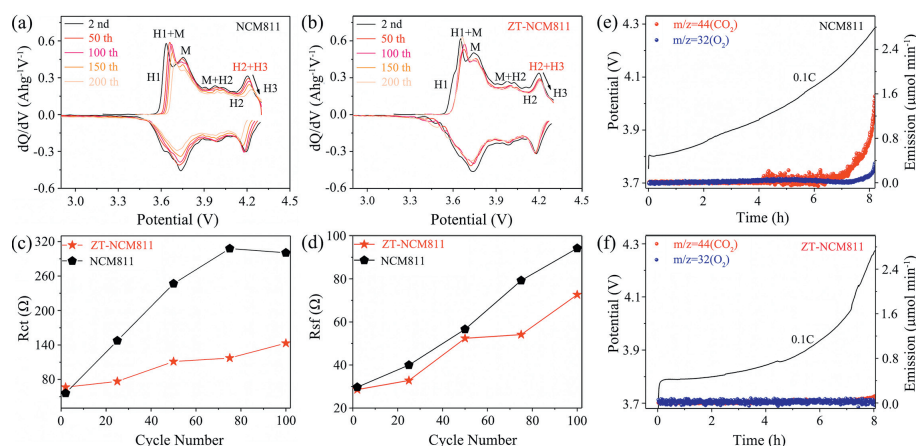 (a)
2 nd
50 th
100 th
150 th
200 th
NCM811
H1+M
M
H1
M+H2
H2+H3
H2
H3
0.6
0.3
0.0
-0.3
-0.6
dQ/dV (Ahg⁻¹V⁻¹)
3.0 3.3 3.6 3.9 4.2 4.5
Potential (V)
(b)
2 nd
50 th
100 th
150 th
200 th
ZT-NCM811
H1+M
M
H1
M+H2
H2+H3
H2
H3
0.6
0.3
0.0
-0.3
-0.6
dQ/dV (Ahg⁻¹V⁻¹)
3.0 3.3 3.6 3.9 4.2 4.5
Potential (V)
(e)
m/z=44(CO₂)
m/z=32(O₂)
NCM811
0.1C
4.3
4.1
3.9
3.7
Potential (V)
2.4
1.8
1.2
0.6
0.0
Emission (μmol min⁻¹)
0 2 4 6 8
Time (h)
(c)
ZT-NCM811
NCM811
320
240
300
180
120
60
Rct (Ω)
0 20 40 60 80 100
Cycle Number
(d)
ZT-NCM811
NCM811
100
80
60
40
20
Rsf (Ω)
0 20 40 60 80 100
Cycle Number
(f)
m/z=44(CO₂)
m/z=32(O₂)
ZT-NCM811
0.1C
4.3
4.1
3.9
3.7
Potential (V)
2.4
1.6
0.8
0.0
Emission (μmol min⁻¹)
0 2 4 6 8
Time (h)